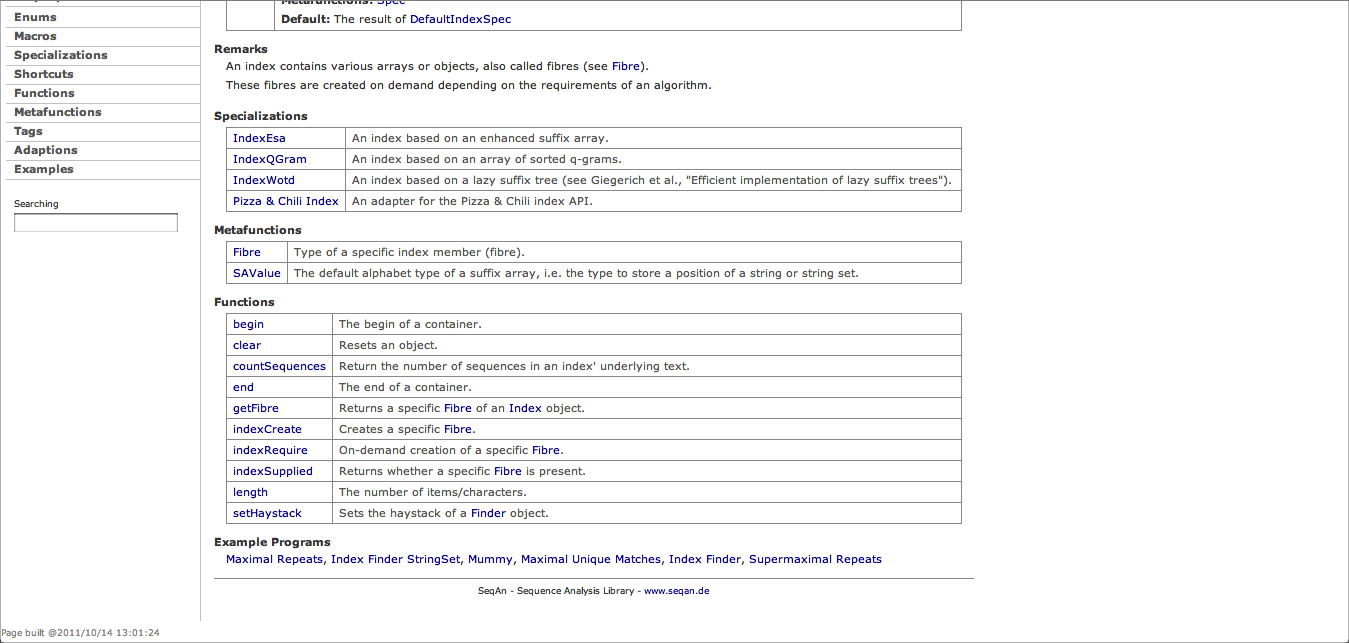 Enums
Macros
Specializations
Shortcuts
Functions
Metafunctions
Tags
Adaptions
Examples
Searching
Metafunctions: Spec
Default: The result of DefaultIndexSpec
Remarks
An index contains various arrays or objects, also called fibres (see Fibre).
These fibres are created on demand depending on the requirements of an algorithm.
Specializations
IndexEsa An index based on an enhanced suffix array.
IndexQGram An index based on an array of sorted q-grams.
IndexWotd An index based on a lazy suffix tree (see Giegerich et al., "Efficient implementation of lazy suffix trees").
Pizza & Chili Index An adapter for the Pizza & Chili index API.
Metafunctions
Fibre Type of a specific index member (fibre).
SAValue The default alphabet type of a suffix array, i.e. the type to store a position of a string or string set.
Functions
begin The begin of a container.
clear Resets an object.
countSequences Return the number of sequences in an index' underlying text.
end The end of a container.
getFibre Returns a specific Fibre of an Index object.
indexCreate Creates a specific Fibre.
indexRequire On-demand creation of a specific Fibre.
indexSupplied Returns whether a specific Fibre is present.
length The number of items/characters.
setHaystack Sets the haystack of a Finder object.
Example Programs
Maximal Repeats, Index Finder StringSet, Mummy, Maximal Unique Matches, Index Finder, Supermaximal Repeats
SeqAn - Sequence Analysis Library - www.seqan.de
Page built @2011/10/14 13:01:24